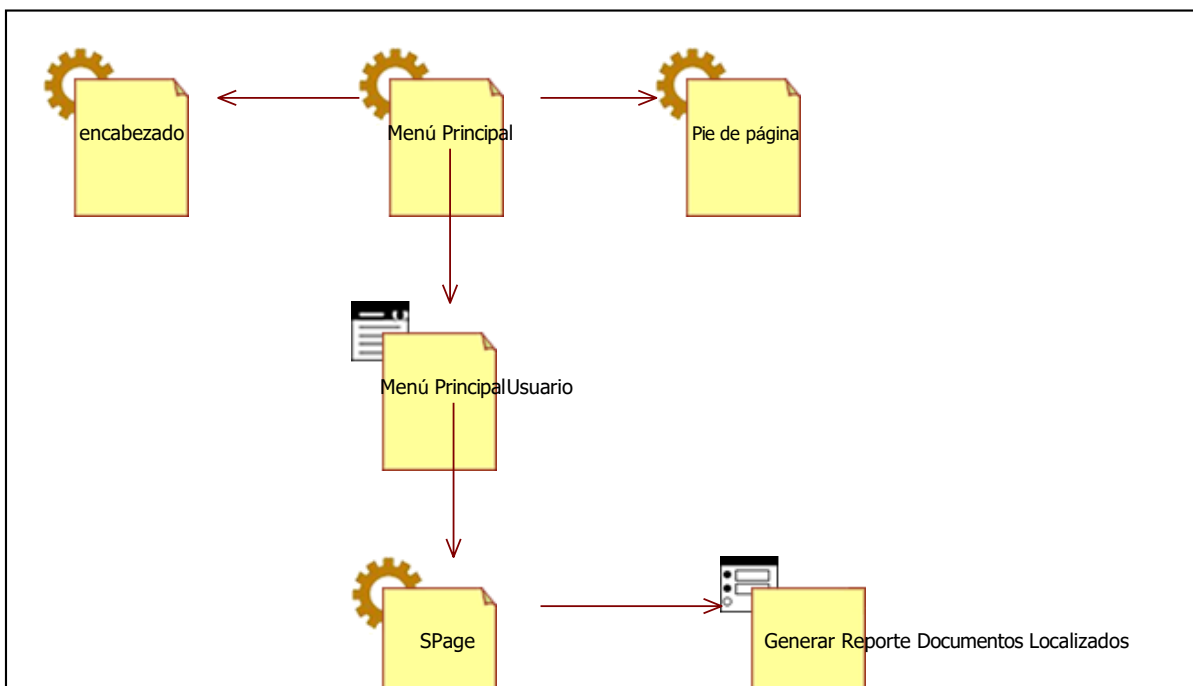 encabezado
Menú Principal
Pie de página
Menú PrincipalUsuario
SPage
Generar Reporte Documentos Localizados